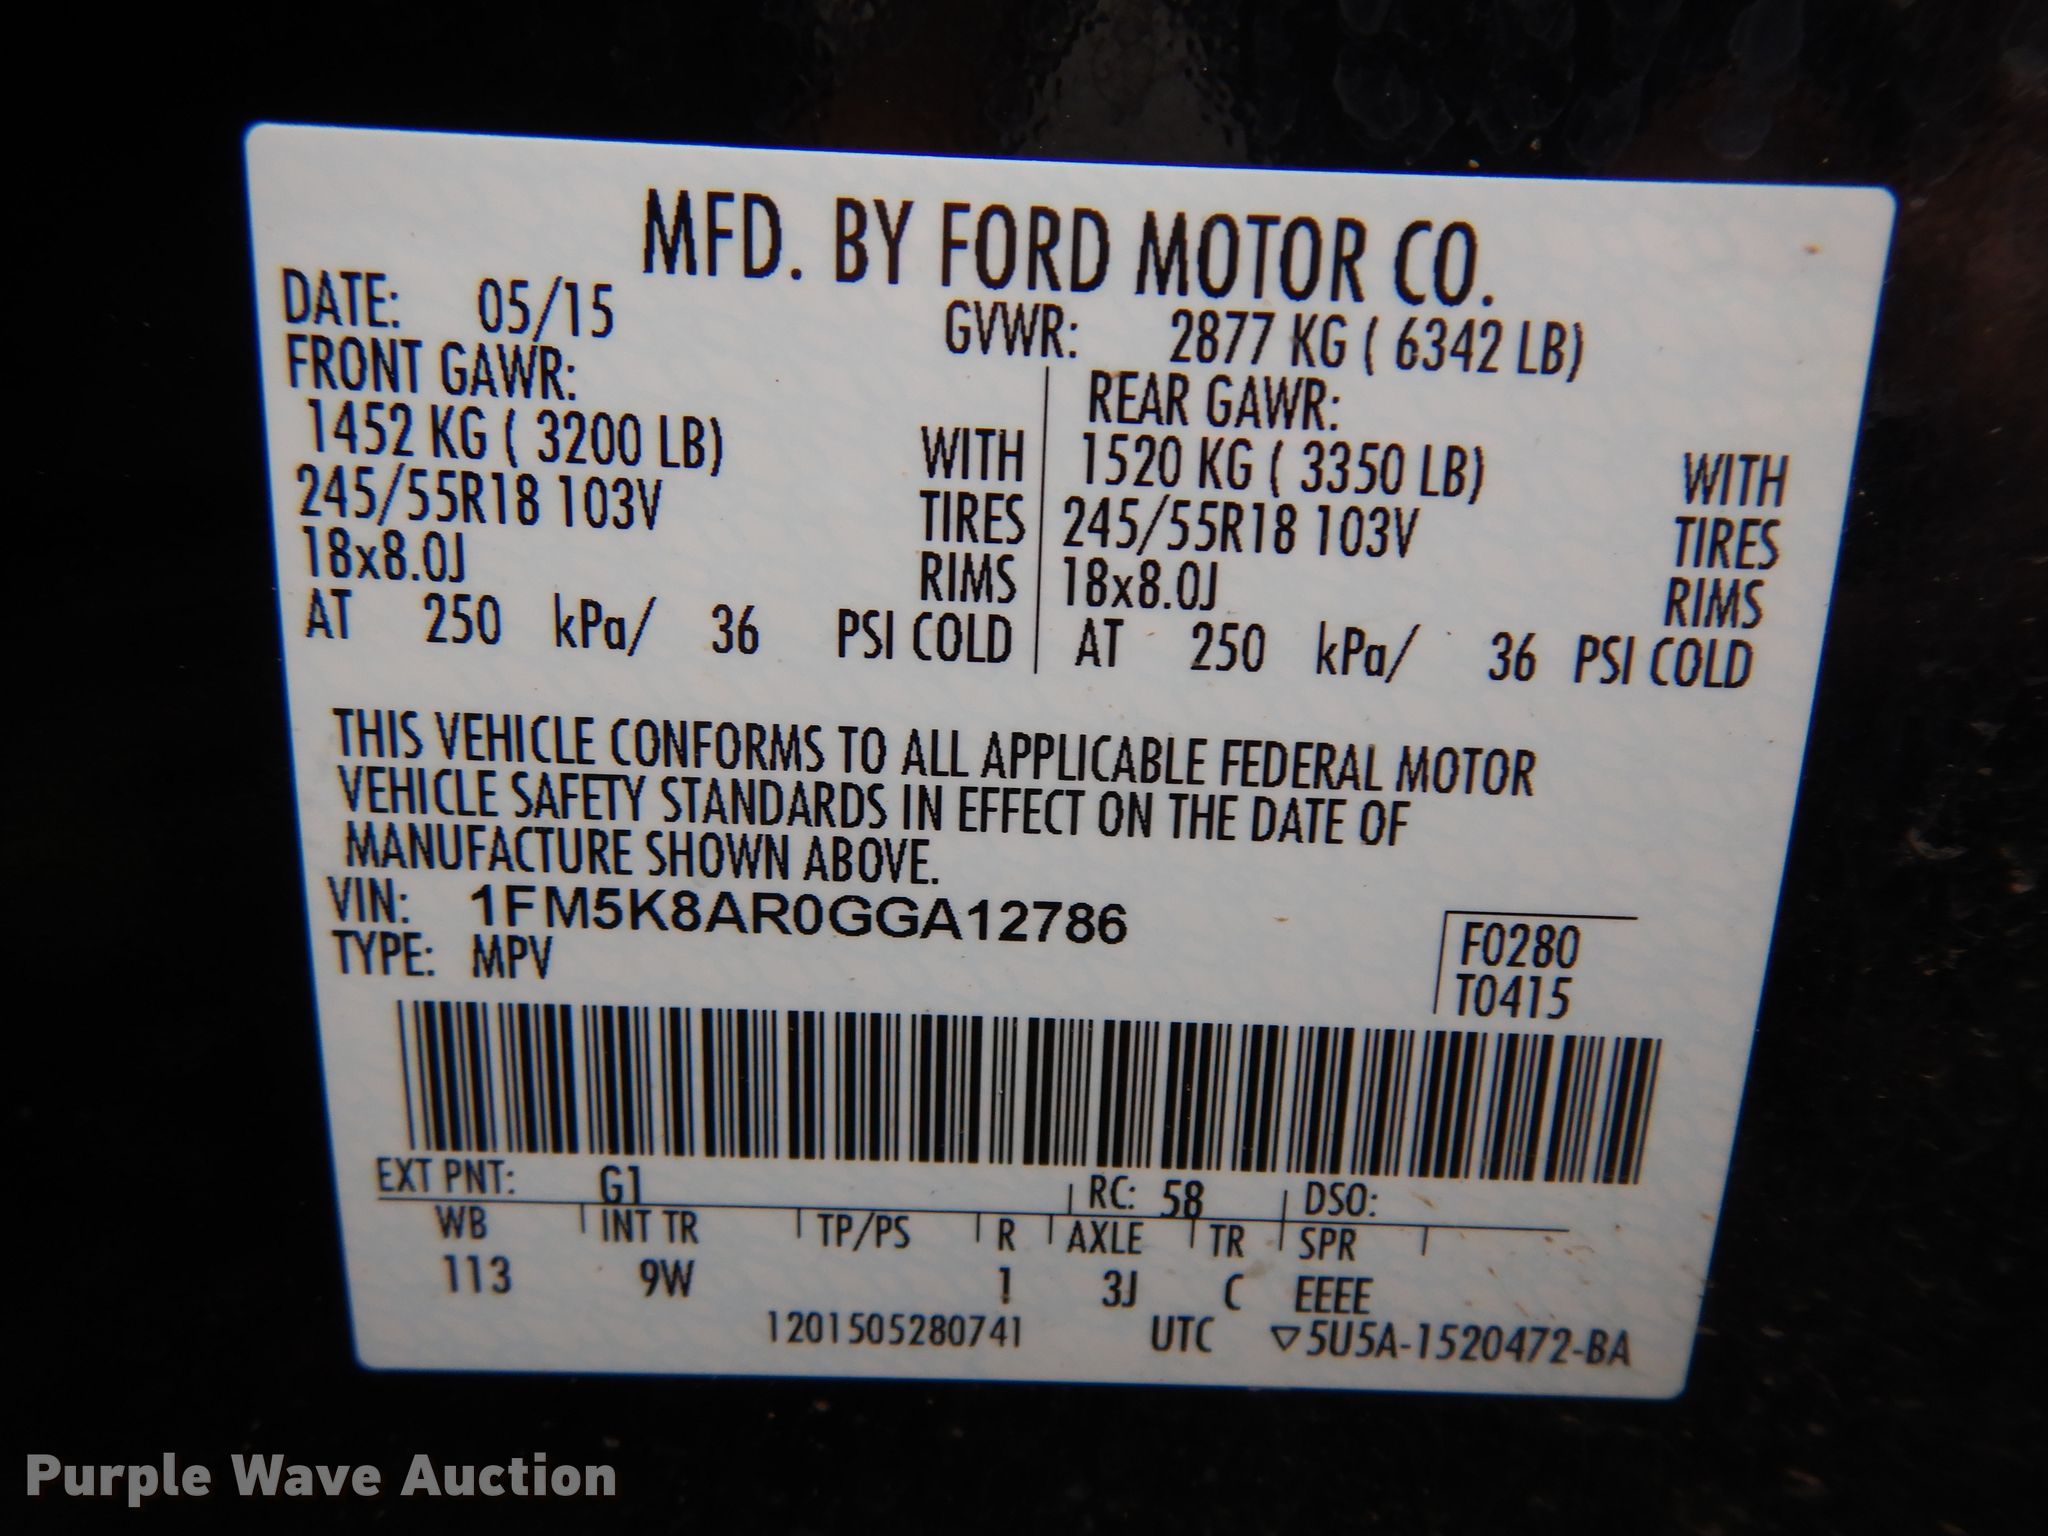 MFD. BY FORD MOTOR CO.
DATE: 05/15 GVWR: 2877 KG ( 6342 LB)
FRONT GAWR: REAR GAWR:
1452 KG ( 3200 LB) WITH 1520 KG ( 3350 LB) WITH
245/55R18 103V TIRES 245/55R18 103V TIRES
18x8.0J RIMS 18x8.0J RIMS
AT 250 kPa/ 36 PSI COLD AT 250 kPa/ 36 PSI COLD
THIS VEHICLE CONFORMS TO ALL APPLICABLE FEDERAL MOTOR
VEHICLE SAFETY STANDARDS IN EFFECT ON THE DATE OF
MANUFACTURE SHOWN ABOVE.
VIN: 1FM5K8AR0GGA12786
TYPE: MPV
F0280
T0415
EXT PNT: G1 RC: 58 DSO:
WB INT TR TP/PS R AXLE TR SPR
113 9W 1 3J C EEEE
1201505280741 UTC ▽5U5A-1520472-BA
Purple Wave Auction